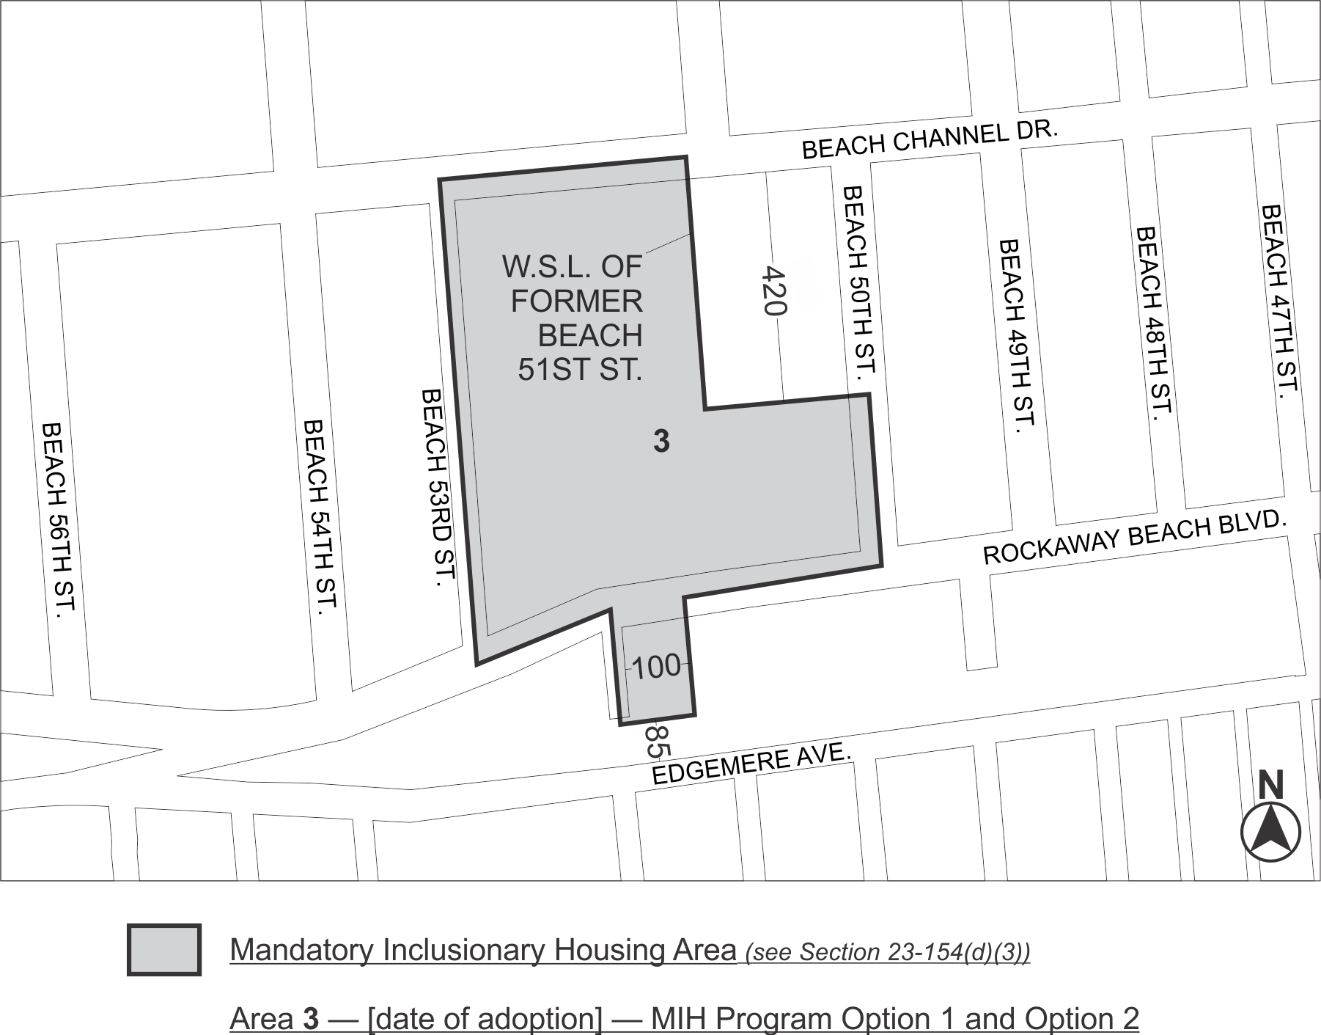 BEACH CHANNEL DR.
BEACH 50TH ST.
BEACH 47TH ST.
BEACH 48TH ST.
BEACH 49TH ST.
W.S.L. OF
FORMER
BEACH
51ST ST.
420
BEACH 53RD ST.
BEACH 54TH ST.
BEACH 56TH ST.
3
ROCKAWAY BEACH BLVD.
100
85
EDGEMERE AVE.
N
Mandatory Inclusionary Housing Area (see Section 23-154(d)(3))
Area 3 — [date of adoption] — MIH Program Option 1 and Option 2